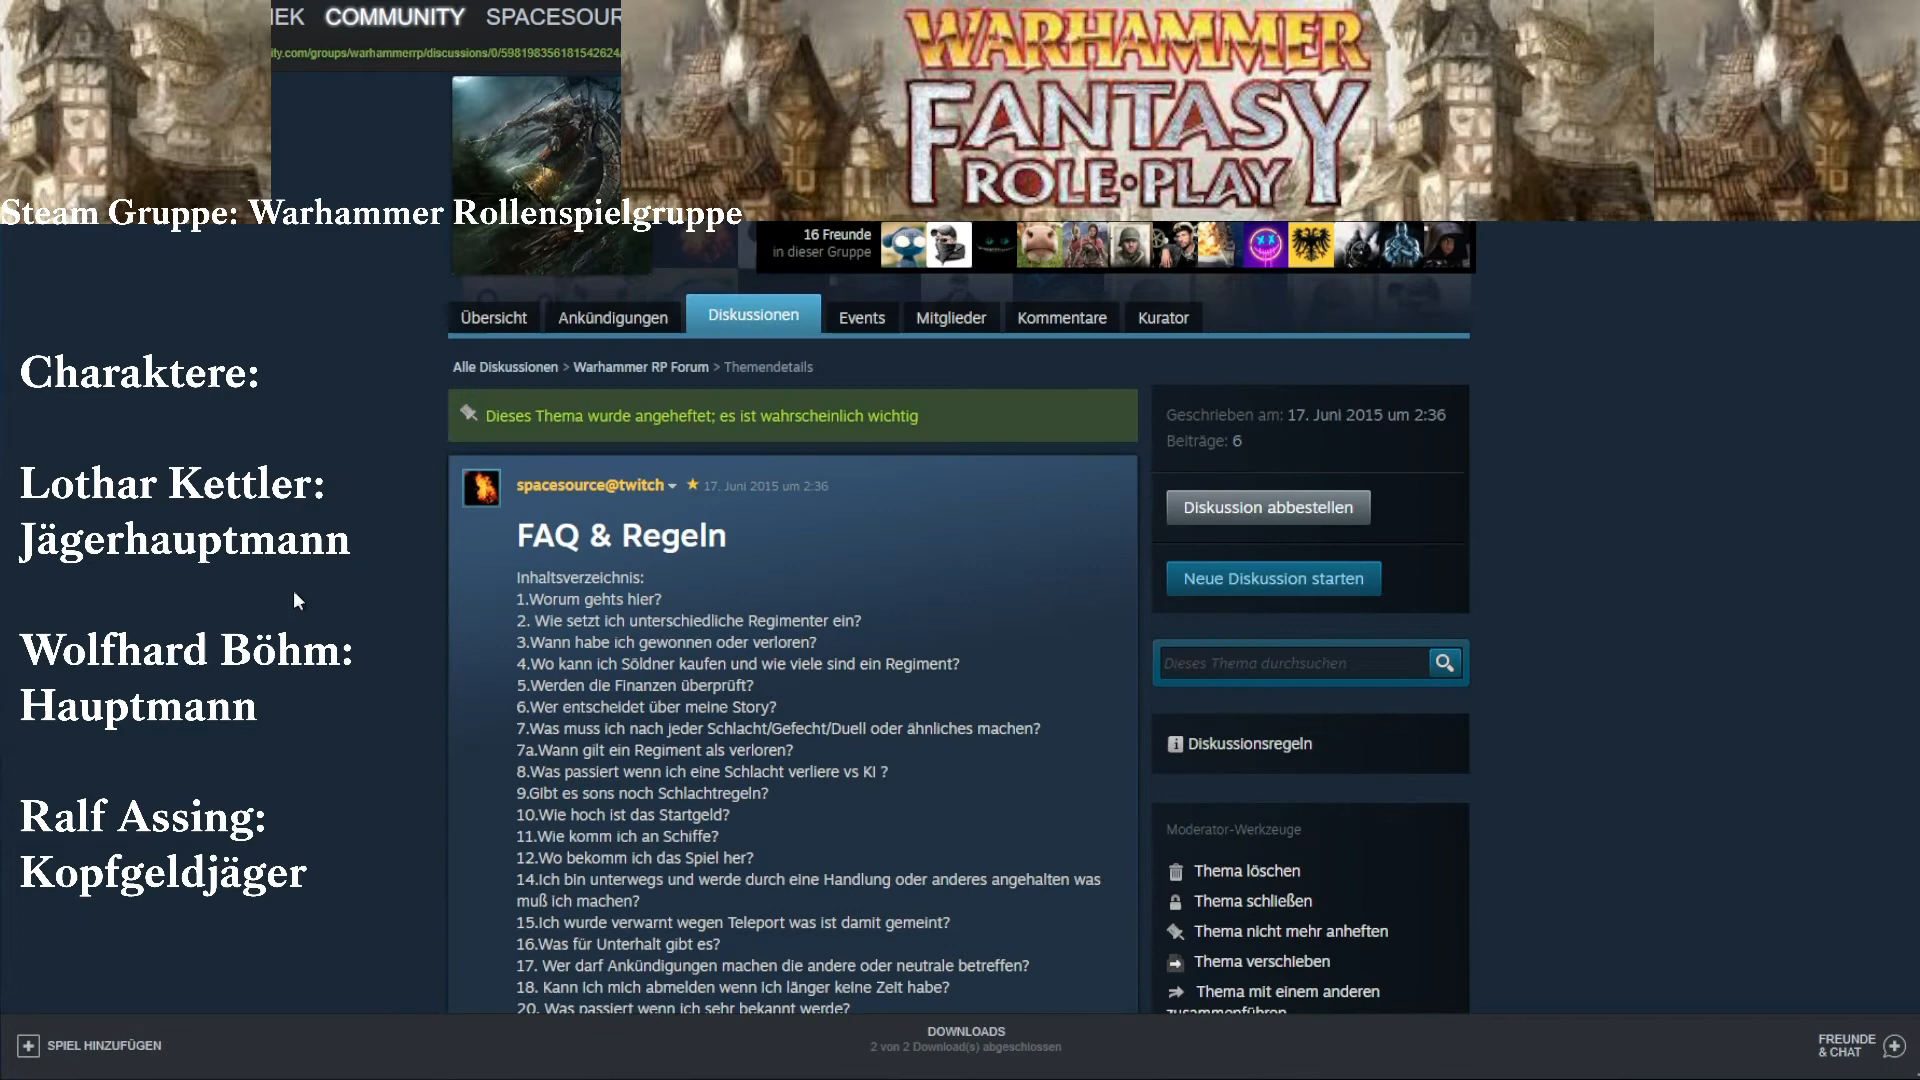 COMMUNITY
WARHAMMER
FANTASY
ROLE•PLAY
Steam Gruppe: Warhammer Rollenspielgruppe
16 Freunde
in dieser Gruppe
Übersicht
Ankündigungen
Diskussionen
Events
Mitglieder
Kommentare
Kurator
Alle Diskussionen > Warhammer RP Forum > Themendetails
Charaktere:
Lothar Kettler:
Jägerhauptmann
Wolfhard Böhm:
Hauptmann
Ralf Assing:
Kopfgeldjäger
Dieses Thema wurde angeheftet; es ist wahrscheinlich wichtig
spacesource@twitch
17. Juni 2015 um 2:36
FAQ & Regeln
Inhaltsverzeichnis:
1.Worum gehts hier?
2. Wie setzt ich unterschiedliche Regimenter ein?
3.Wann habe ich gewonnen oder verloren?
4.Wo kann ich Söldner kaufen und wie viele sind ein Regiment?
5.Werden die Finanzen überprüft?
6.Wer entscheidet über meine Story?
7.Was muss ich nach jeder Schlacht/Gefecht/Duell oder ähnliches machen?
7a.Wann gilt ein Regiment als verloren?
8.Was passiert wenn ich eine Schlacht verliere vs KI ?
9.Gibt es sons noch Schlachtregeln?
10.Wie hoch ist das Startgeld?
11.Wie komm ich an Schiffe?
12.Wo bekomm ich das Spiel her?
14.Ich bin unterwegs und werde durch eine Handlung oder anderes angehalten was
muß ich machen?
15.Ich wurde verwarnt wegen Teleport was ist damit gemeint?
16.Was für Unterhalt gibt es?
17. Wer darf Ankündigungen machen die andere oder neutrale betreffen?
18. Kann ich mich abmelden wenn ich länger keine Zeit habe?
20. Was passiert wenn ich sehr bekannt werde?
Geschrieben am: 17. Juni 2015 um 2:36
Beiträge: 6
Diskussion abbestellen
Neue Diskussion starten
Dieses Thema durchsuchen
Diskussionsregeln
Moderator-Werkzeuge
Thema löschen
Thema schließen
Thema nicht mehr anheften
Thema verschieben
Thema mit einem anderen
zusammenführen
SPIEL HINZUFÜGEN
DOWNLOADS
2 von 2 Download(s) abgeschlossen
FREUNDE
& CHAT